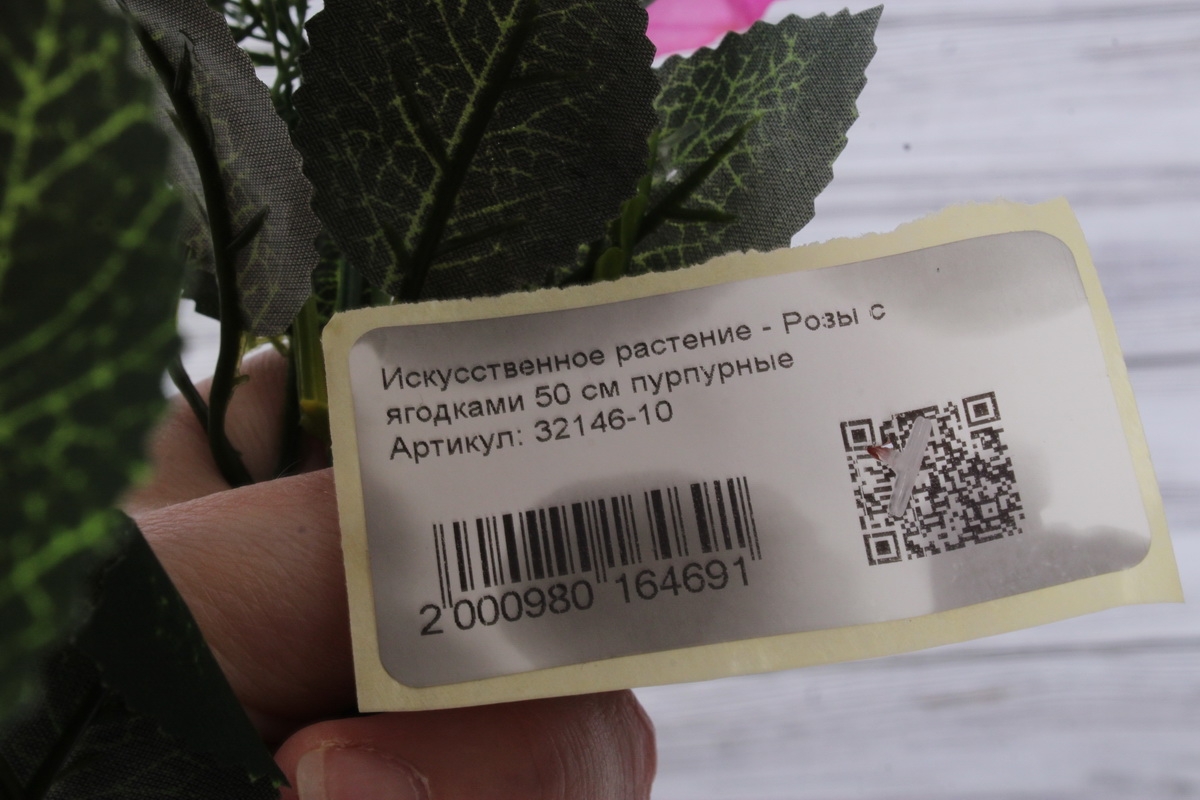 Искусственное растение - Розы с
ягодками 50 см пурпурные
Артикул: 32146-10
2 000980 164691